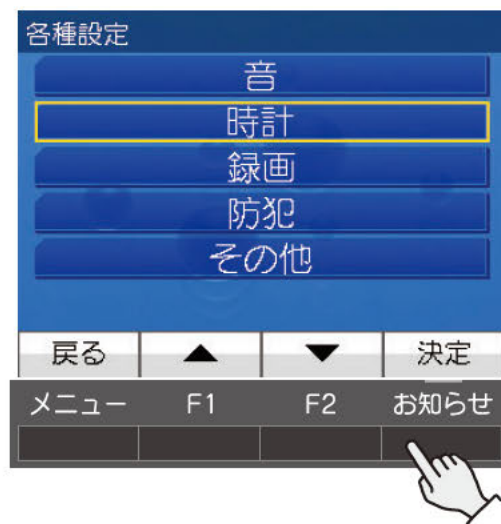 各種設定
音
時計
録画
防犯
その他
戻る ▲ ▼ 決定
メニュー F1 F2 お知らせ